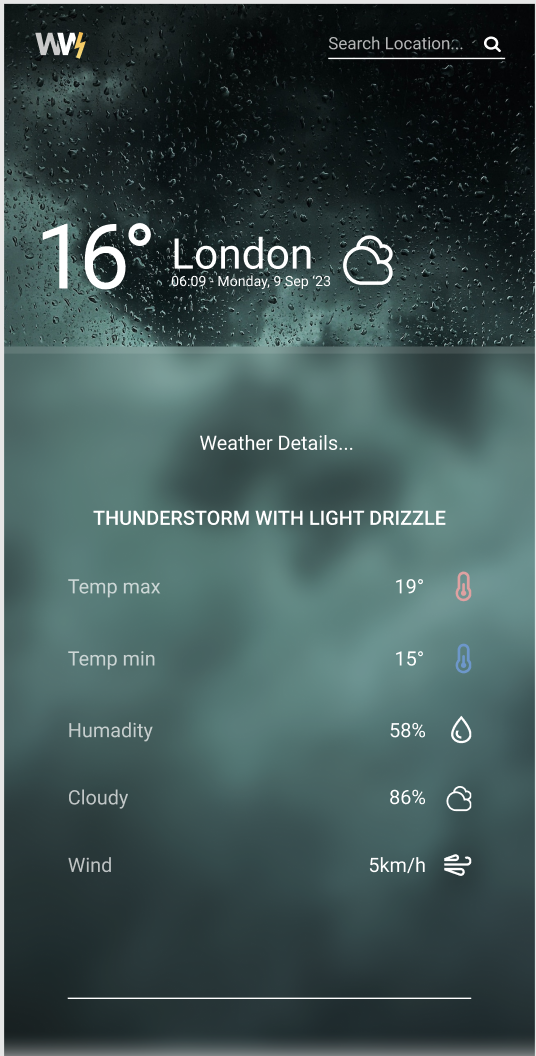 WW
Search Location...
16° London
06:09 - Monday, 9 Sep ‘23
Weather Details...
THUNDERSTORM WITH LIGHT DRIZZLE
Temp max 19°
Temp min 15°
Humadity 58%
Cloudy 86%
Wind 5km/h